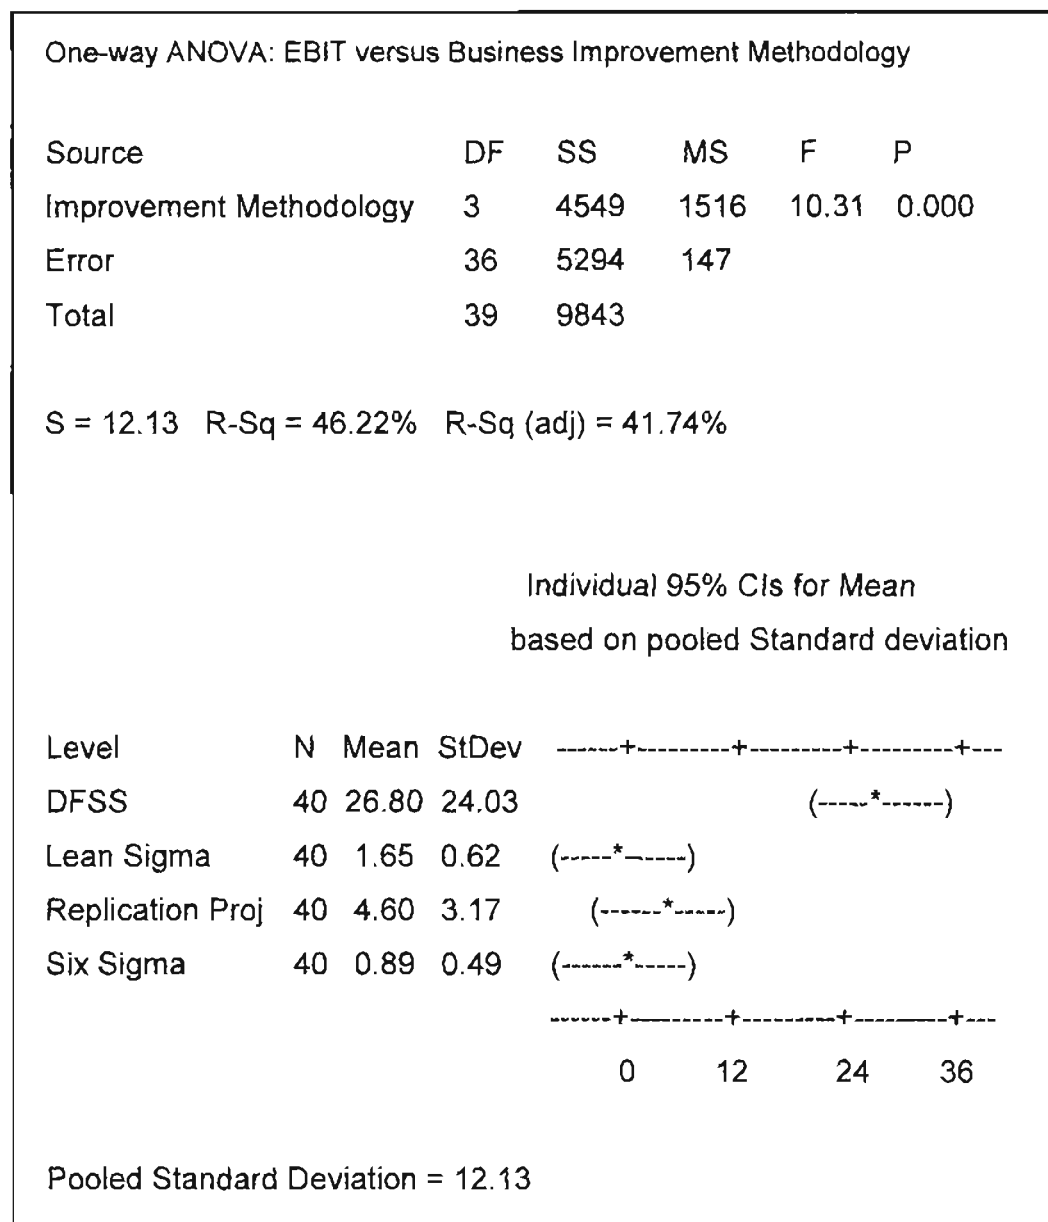 One-way ANOVA: EBIT versus Business Improvement Methodology
Source DF SS MS F P
Improvement Methodology 3 4549 1516 10.31 0.000
Error 36 5294 147
Total 39 9843
S = 12.13 R-Sq = 46.22% R-Sq (adj) = 41.74%
Individual 95% CIs for Mean
based on pooled Standard deviation
Level N Mean StDev ------+---------+---------+---------+---
DFSS 40 26.80 24.03 (-----*------)
Lean Sigma 40 1.65 0.62 (-----*------)
Replication Proj 40 4.60 3.17 (------*-----)
Six Sigma 40 0.89 0.49 (------*-----)
------+---------+---------+---------+---
0 12 24 36
Pooled Standard Deviation = 12.13